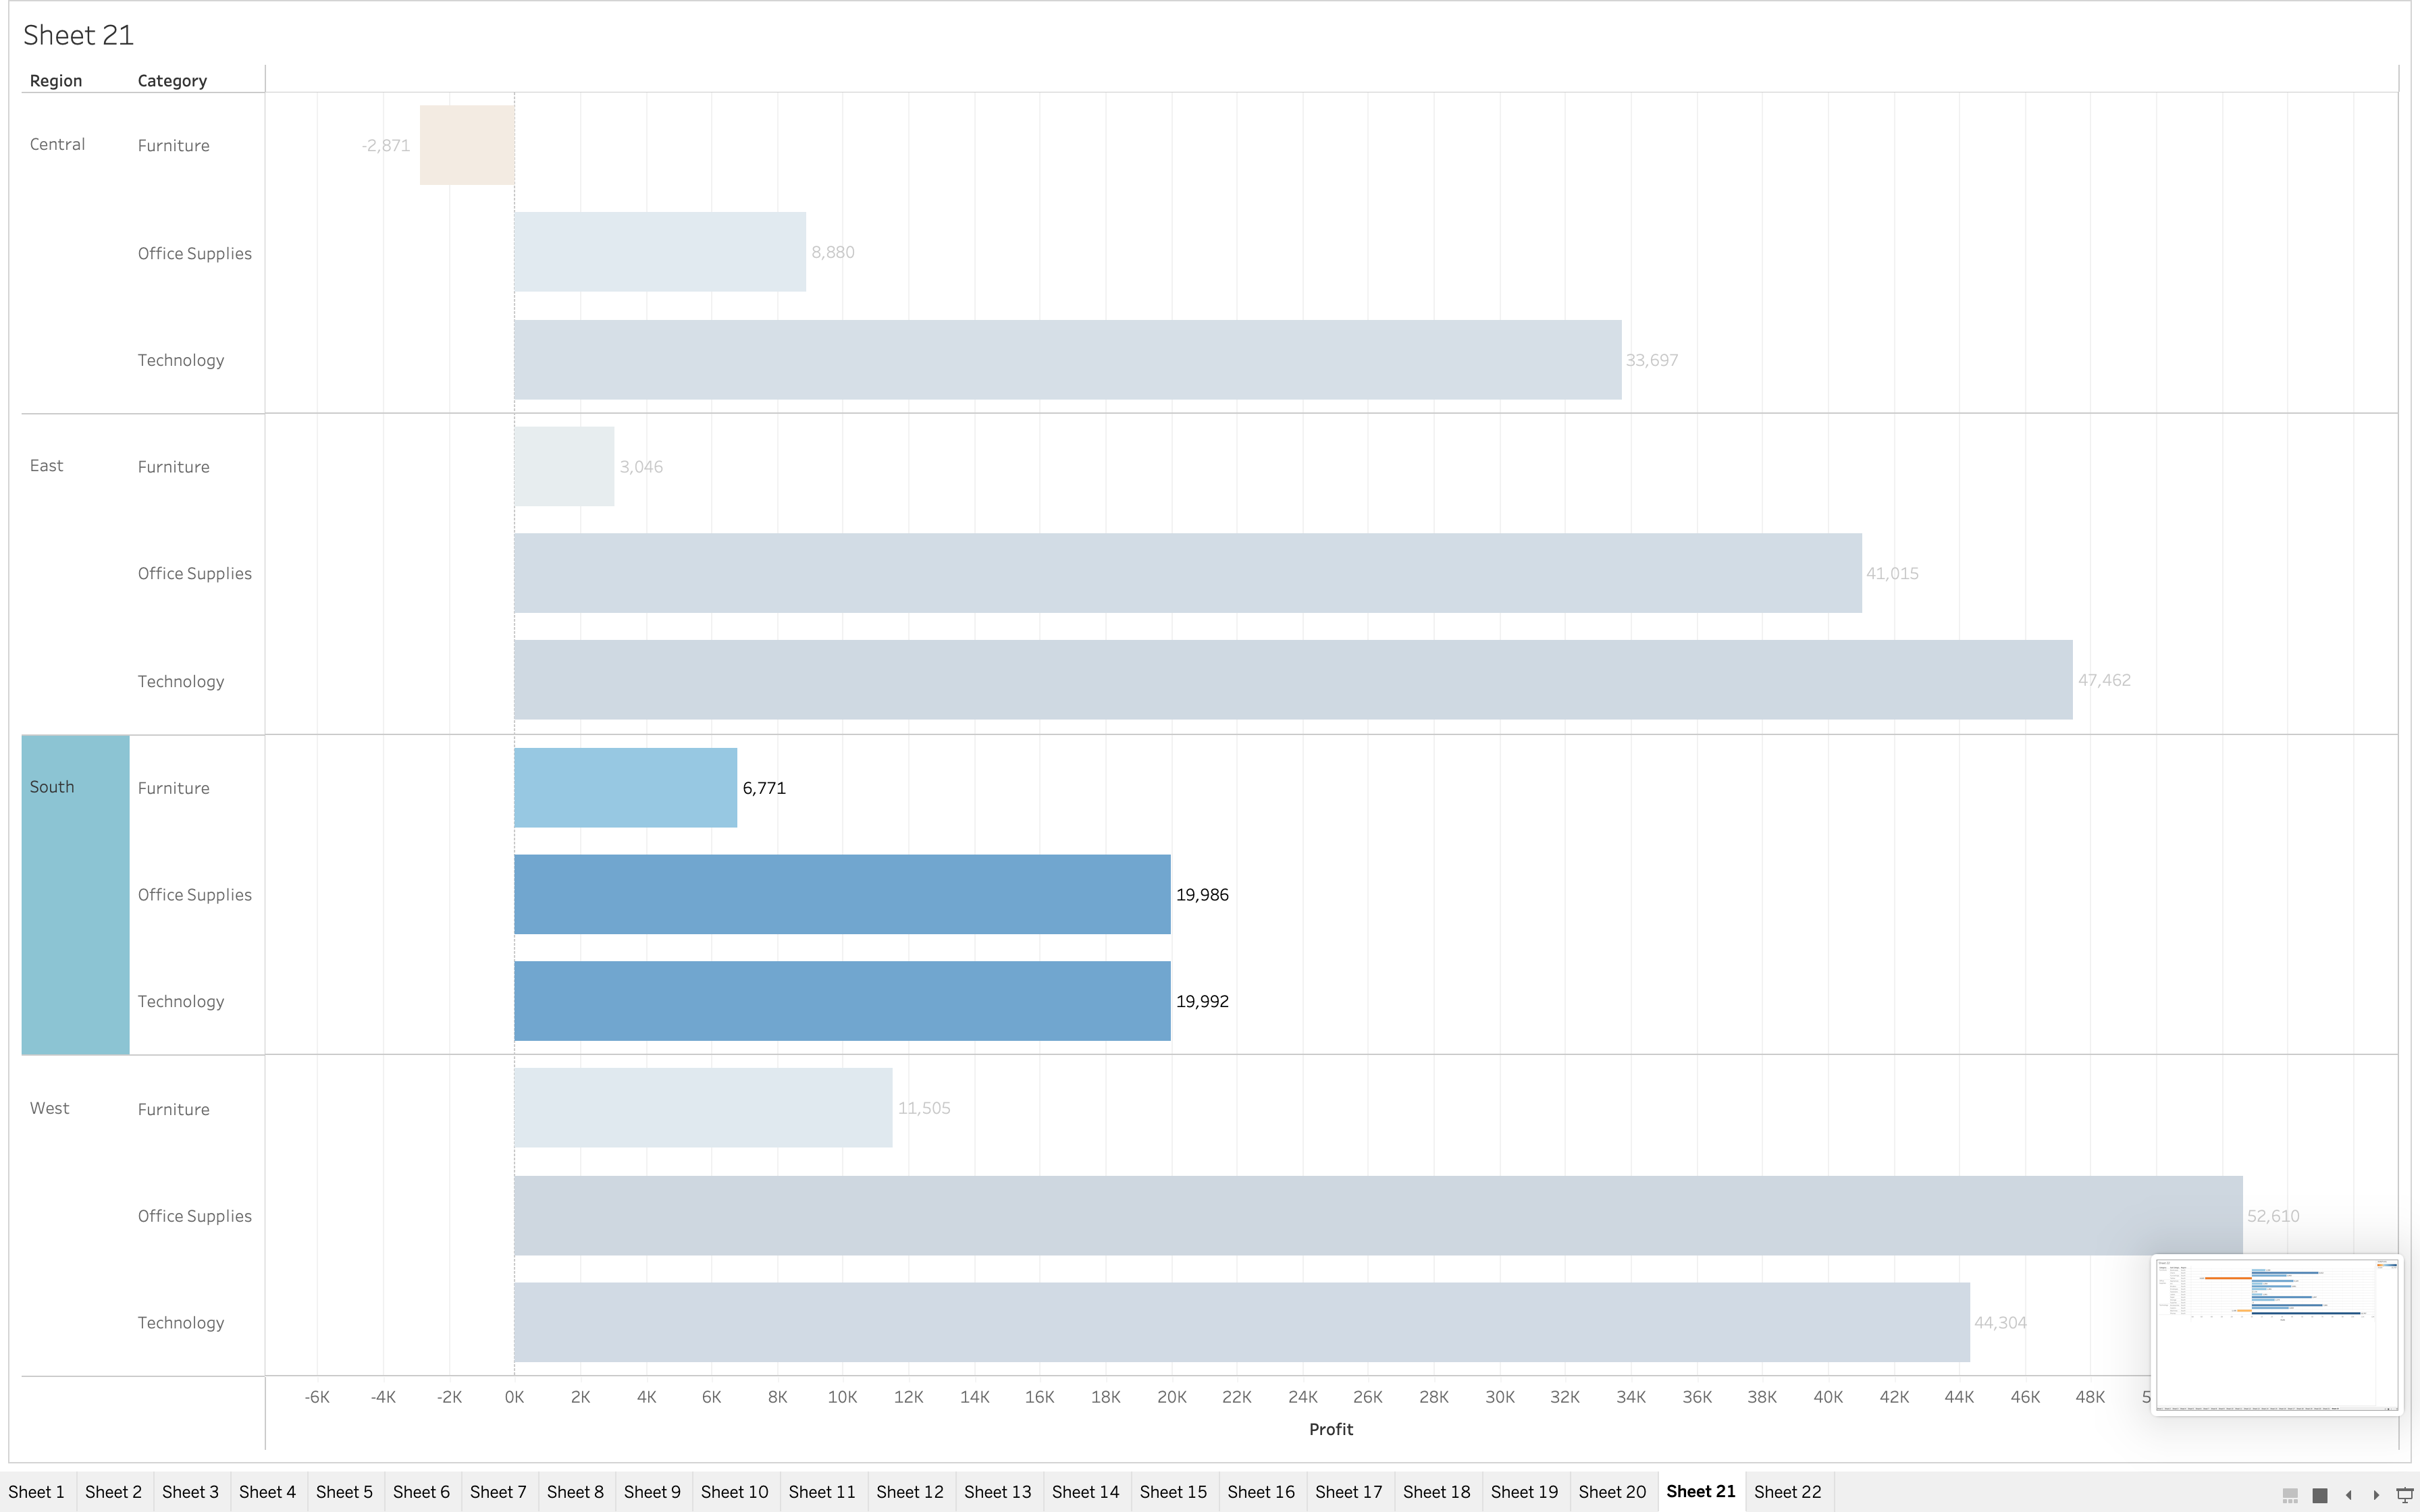 Sheet 21
Region Category
Central Furniture -2,871
Office Supplies 8,880
Technology 33,697
East Furniture 3,046
Office Supplies 41,015
Technology 47,462
South Furniture 6,771
Office Supplies 19,986
Technology 19,992
West Furniture 11,505
Office Supplies 52,610
Technology 44,304
-6K -4K -2K 0K 2K 4K 6K 8K 10K 12K 14K 16K 18K 20K 22K 24K 26K 28K 30K 32K 34K 36K 38K 40K 42K 44K 46K 48K
Profit
Sheet 1 Sheet 2 Sheet 3 Sheet 4 Sheet 5 Sheet 6 Sheet 7 Sheet 8 Sheet 9 Sheet 10 Sheet 11 Sheet 12 Sheet 13 Sheet 14 Sheet 15 Sheet 16 Sheet 17 Sheet 18 Sheet 19 Sheet 20 Sheet 21 Sheet 22